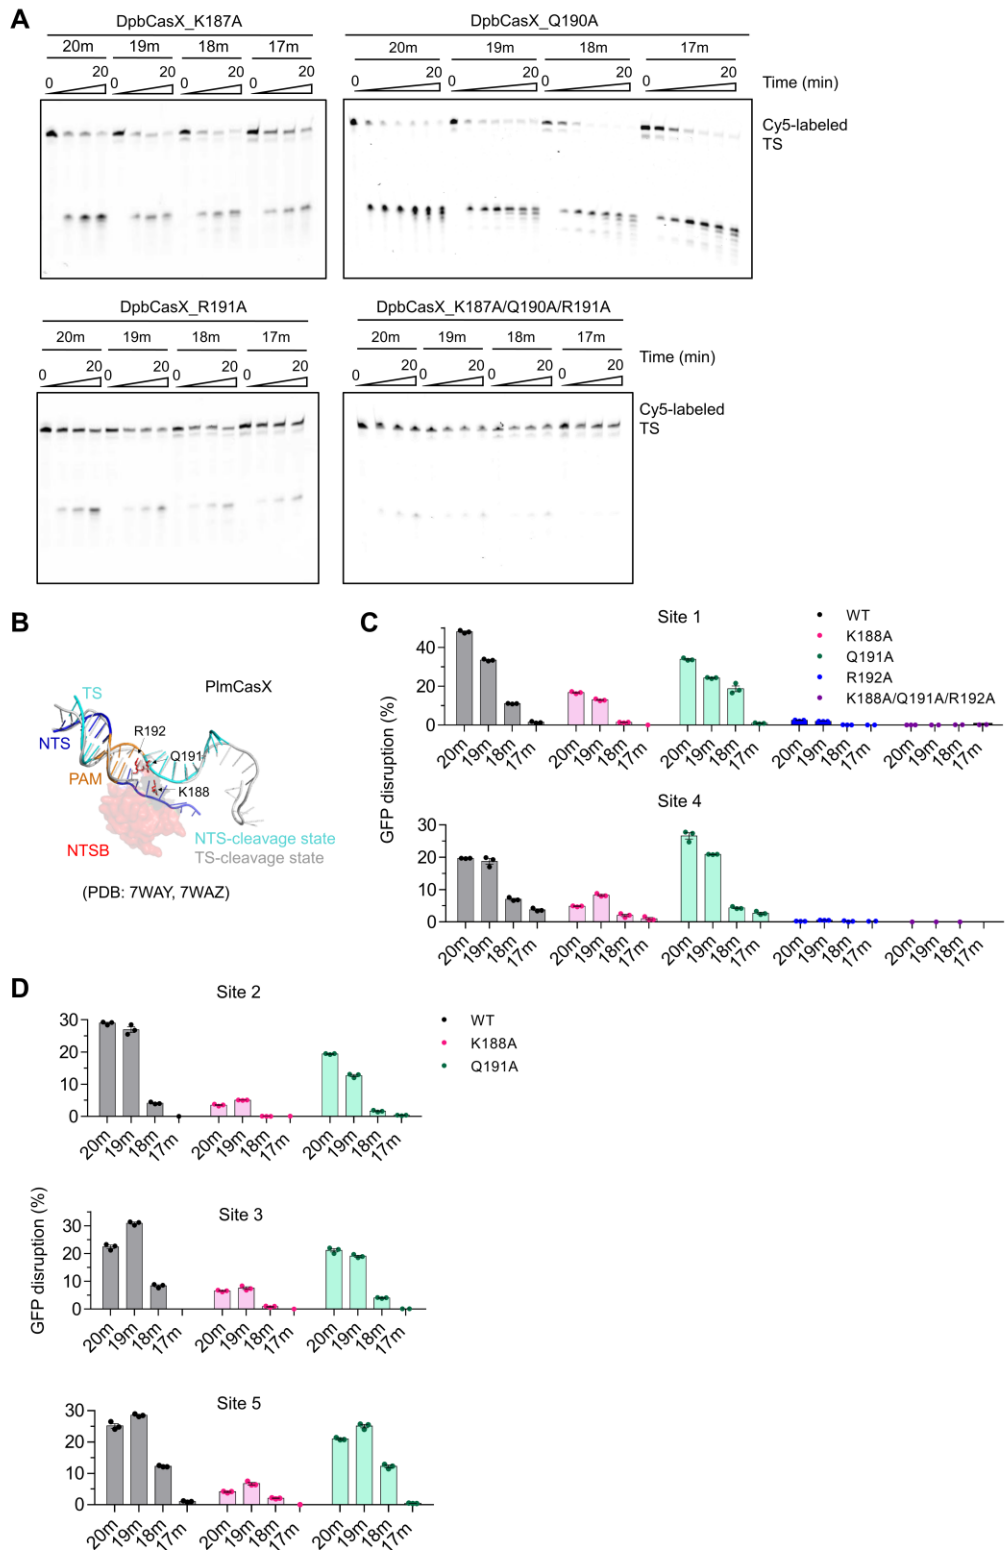 A
DpbCasX_K187A
20m 19m 18m 17m
0 20 0 20 0 20 0 20
DpbCasX_Q190A
20m 19m 18m 17m
0 20 0 20 0 20 0 20
Time (min)
Cy5-labeled
TS
DpbCasX_R191A
20m 19m 18m 17m
0 20 0 20 0 20 0 20
DpbCasX_K187A/Q190A/R191A
20m 19m 18m 17m
0 20 0 20 0 20 0 20
Time (min)
Cy5-labeled
TS
B
PlmCasX
TS
NTS
R192
Q191
PAM
K188
NTS-cleavage state
TS-cleavage state
NTSB
(PDB: 7WAY, 7WAZ)
C
Site 1
WT
K188A
Q191A
R192A
K188A/Q191A/R192A
GFP disruption (%)
40
20
0
20m 19m 18m 17m 20m 19m 18m 17m 20m 19m 18m 17m 20m 19m 18m 17m 20m 19m 18m 17m
Site 4
30
20
10
0
20m 19m 18m 17m 20m 19m 18m 17m 20m 19m 18m 17m 20m 19m 18m 17m 20m 19m 18m 17m
D
Site 2
WT
K188A
Q191A
30
20
10
0
20m 19m 18m 17m 20m 19m 18m 17m 20m 19m 18m 17m
GFP disruption (%)
Site 3
30
20
10
0
20m 19m 18m 17m 20m 19m 18m 17m 20m 19m 18m 17m
Site 5
30
20
10
0
20m 19m 18m 17m 20m 19m 18m 17m 20m 19m 18m 17m